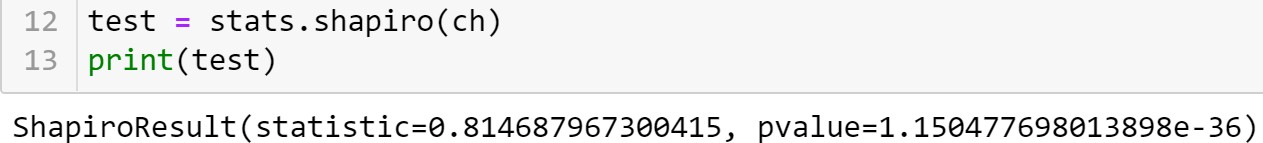 12 test = stats.shapiro(ch)
13 print(test)
ShapiroResult(statistic=0.814687967300415, pvalue=1.150477698013898e-36)